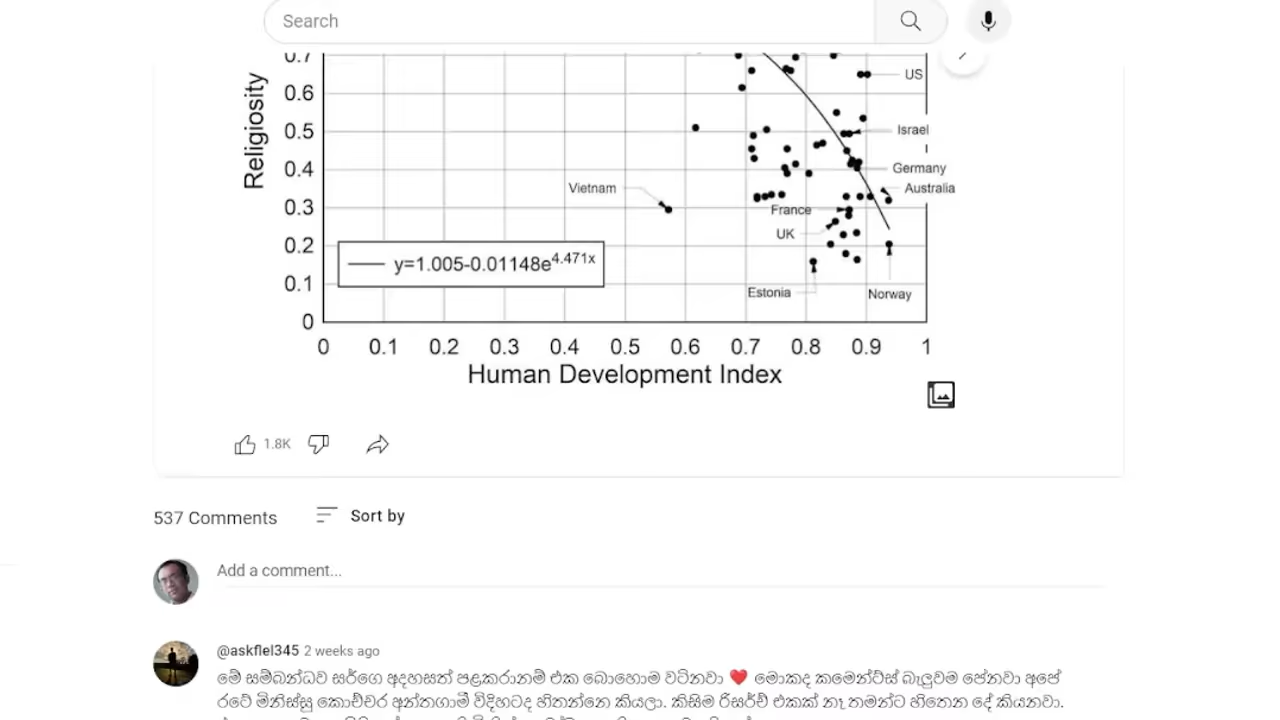 Search
0.7
US
Religiosity
0.6
0.5
Israel
0.4
Germany
Vietnam
Australia
0.3
France
UK
0.2
y=1.005-0.01148e^4.471x
0.1
Estonia
Norway
0
0 0.1 0.2 0.3 0.4 0.5 0.6 0.7 0.8 0.9 1
Human Development Index
1.8K
537 Comments Sort by
Add a comment...
@askflel345 2 weeks ago
මේ සම්බන්ධව සර්ගෙ අදහසත් පළකරානම් එක බොහොම වටිනවා ❤️ මොකද කමෙන්ට්ස් බැලුවම පේනවා අපේ
රටේ මිනිස්සු කොච්චර අන්තගාමී විදිහටද හිතන්නෙ කියලා. කිසිම රිසර්ච් එකක් නෑ තමන්ට හිතෙන දේ කියනවා.